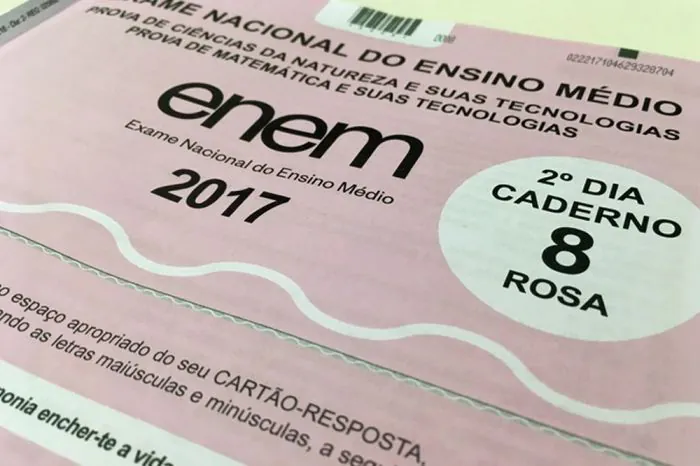 EXAME NACIONAL DO ENSINO MÉDIO
PROVA DE CIÊNCIAS DA NATUREZA E SUAS TECNOLOGIAS
PROVA DE MATEMÁTICA E SUAS TECNOLOGIAS
022217104629328704
enem
Exame Nacional do Ensino Médio
2017
2º DIA
CADERNO
8
ROSA
no espaço apropriado do seu CARTÃO-RESPOSTA,
as letras maiúsculas e minúsculas, a
encher-te a vida